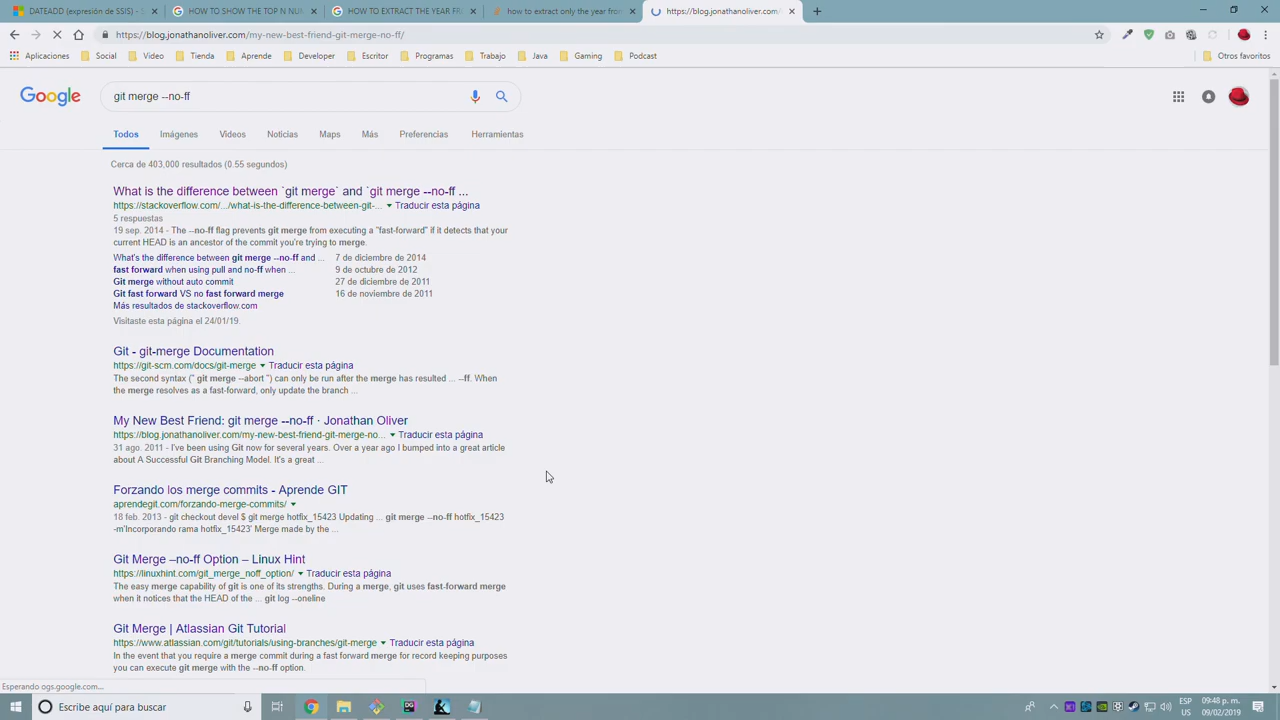 DATEADD (expresión de SSIS) - S
HOW TO SHOW THE TOP N NUM
HOW TO EXTRACT THE YEAR FR
how to extract only the year from
https://blog.jonathanoliver.com/
https://blog.jonathanoliver.com/my-new-best-friend-git-merge-no-ff/
Aplicaciones
Social
Video
Tienda
Aprende
Developer
Escritor
Programas
Trabajo
Java
Gaming
Podcast
Otros favoritos
Google
git merge --no-ff
Todos
Imágenes
Videos
Noticias
Maps
Más
Preferencias
Herramientas
Cerca de 403,000 resultados (0.55 segundos)
What is the difference between `git merge` and `git merge --no-ff ...
https://stackoverflow.com/.../what-is-the-difference-between-git-... Traducir esta página
5 respuestas
19 sep. 2014 - The --no-ff flag prevents git merge from executing a "fast-forward" if it detects that your
current HEAD is an ancestor of the commit you're trying to merge.
What's the difference between git merge --no-ff and ... 7 de diciembre de 2014
fast forward when using pull and no-ff when ... 9 de octubre de 2012
Git merge without auto commit 27 de diciembre de 2011
Git fast forward VS no fast forward merge 16 de noviembre de 2011
Más resultados de stackoverflow.com
Visitaste esta página el 24/01/19.
Git - git-merge Documentation
https://git-scm.com/docs/git-merge Traducir esta página
The second syntax (" git merge --abort ") can only be run after the merge has resulted ... --ff. When
the merge resolves as a fast-forward, only update the branch ...
My New Best Friend: git merge --no-ff · Jonathan Oliver
https://blog.jonathanoliver.com/my-new-best-friend-git-merge-no... Traducir esta página
31 ago. 2011 - I've been using Git now for several years. Over a year ago I bumped into a great article
about A Successful Git Branching Model. It's a great ...
Forzando los merge commits - Aprende GIT
aprendegit.com/forzando-merge-commits/
18 feb. 2013 - git checkout devel $ git merge hotfix_15423 Updating ... git merge --no-ff hotfix_15423
-m'Incorporando rama hotfix_15423' Merge made by the ...
Git Merge –no-ff Option – Linux Hint
https://linuxhint.com/git_merge_noff_option/ Traducir esta página
The easy merge capability of git is one of its strengths. During a merge, git uses fast-forward merge
when it notices that the HEAD of the ... git log --oneline
Git Merge | Atlassian Git Tutorial
https://www.atlassian.com/git/tutorials/using-branches/git-merge Traducir esta página
In the event that you require a merge commit during a fast forward merge for record keeping purposes
you can execute git merge with the --no-ff option.
Esperando ogs.google.com...
Escribe aquí para buscar
ESP
US
09:48 p. m.
09/02/2019